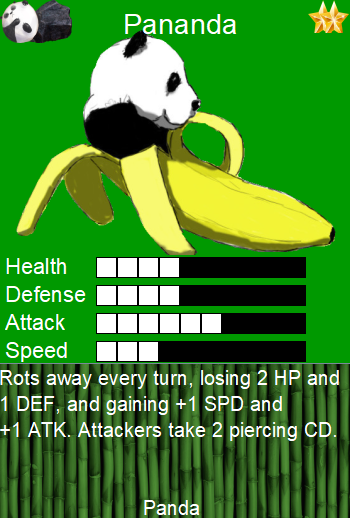 Pananda
Health
Defense
Attack
Speed
Rots away every turn, losing 2 HP and
1 DEF, and gaining +1 SPD and
+1 ATK. Attackers take 2 piercing CD.
Panda